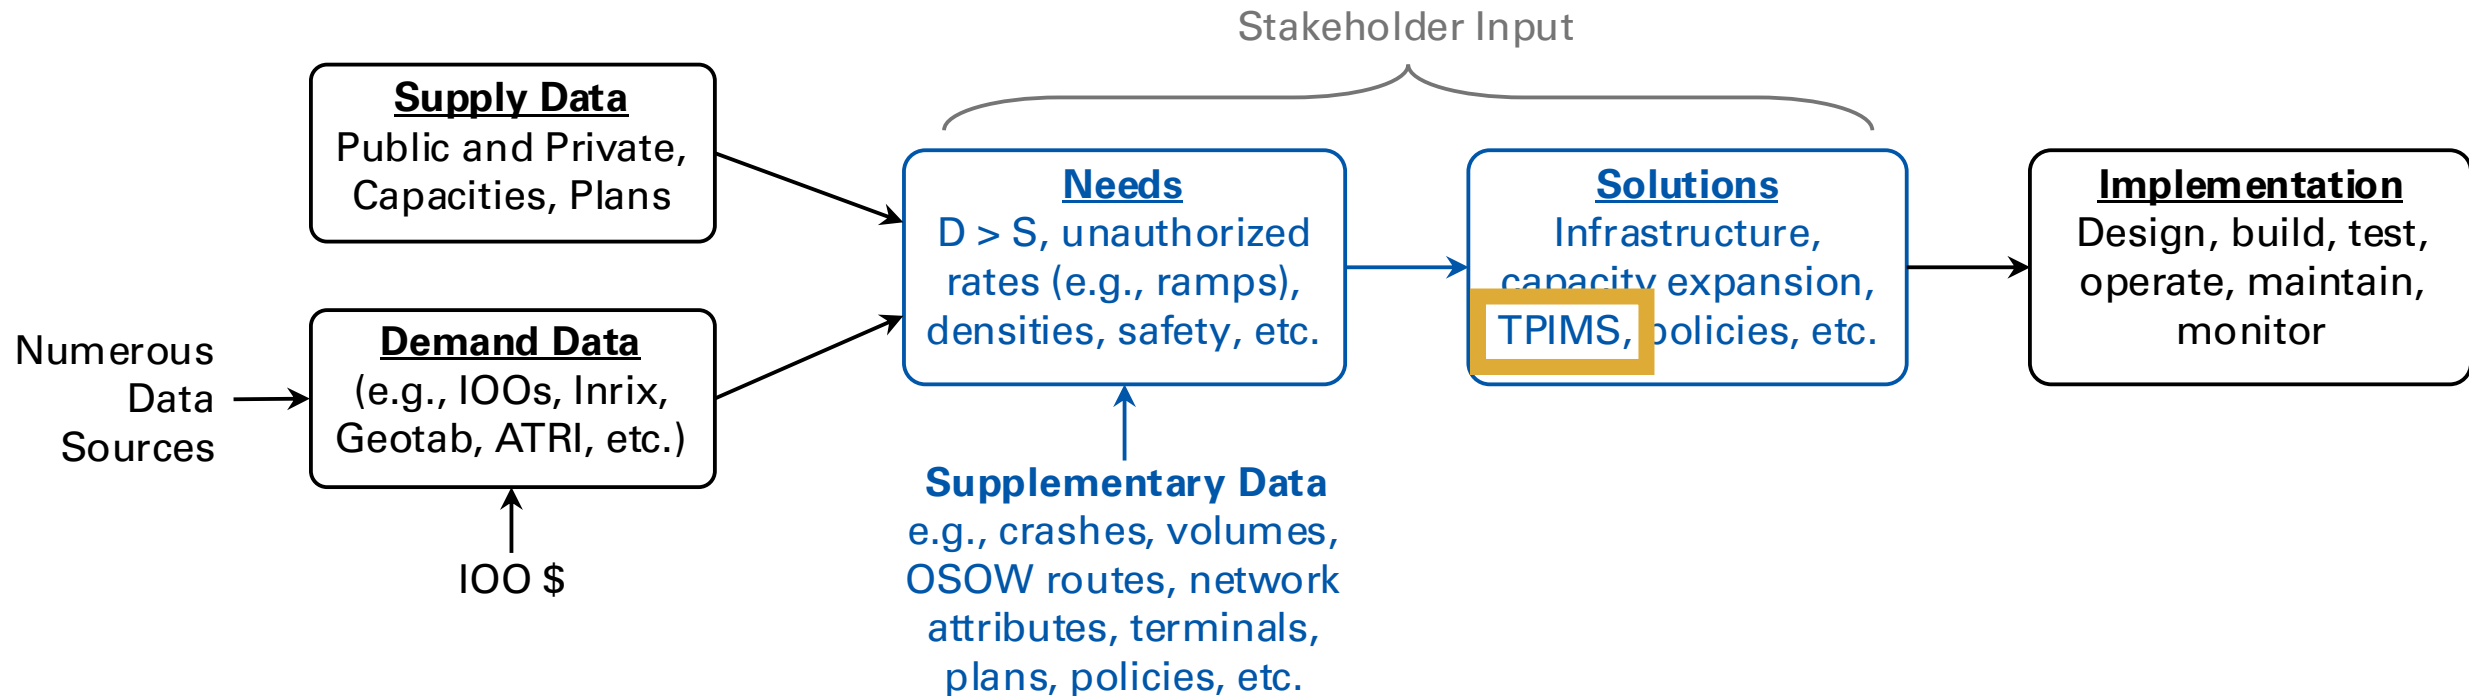 Stakeholder Input
Supply Data
Public and Private,
Capacities, Plans
Numerous
Data
Sources
Demand Data
(e.g., IOOs, Inrix,
Geotab, ATRI, etc.)
IOO $
Needs
D > S, unauthorized
rates (e.g., ramps),
densities, safety, etc.
Supplementary Data
e.g., crashes, volumes,
OSOW routes, network
attributes, terminals,
plans, policies, etc.
Solutions
Infrastructure,
capacity expansion,
TPIMS, policies, etc.
Implementation
Design, build, test,
operate, maintain,
monitor